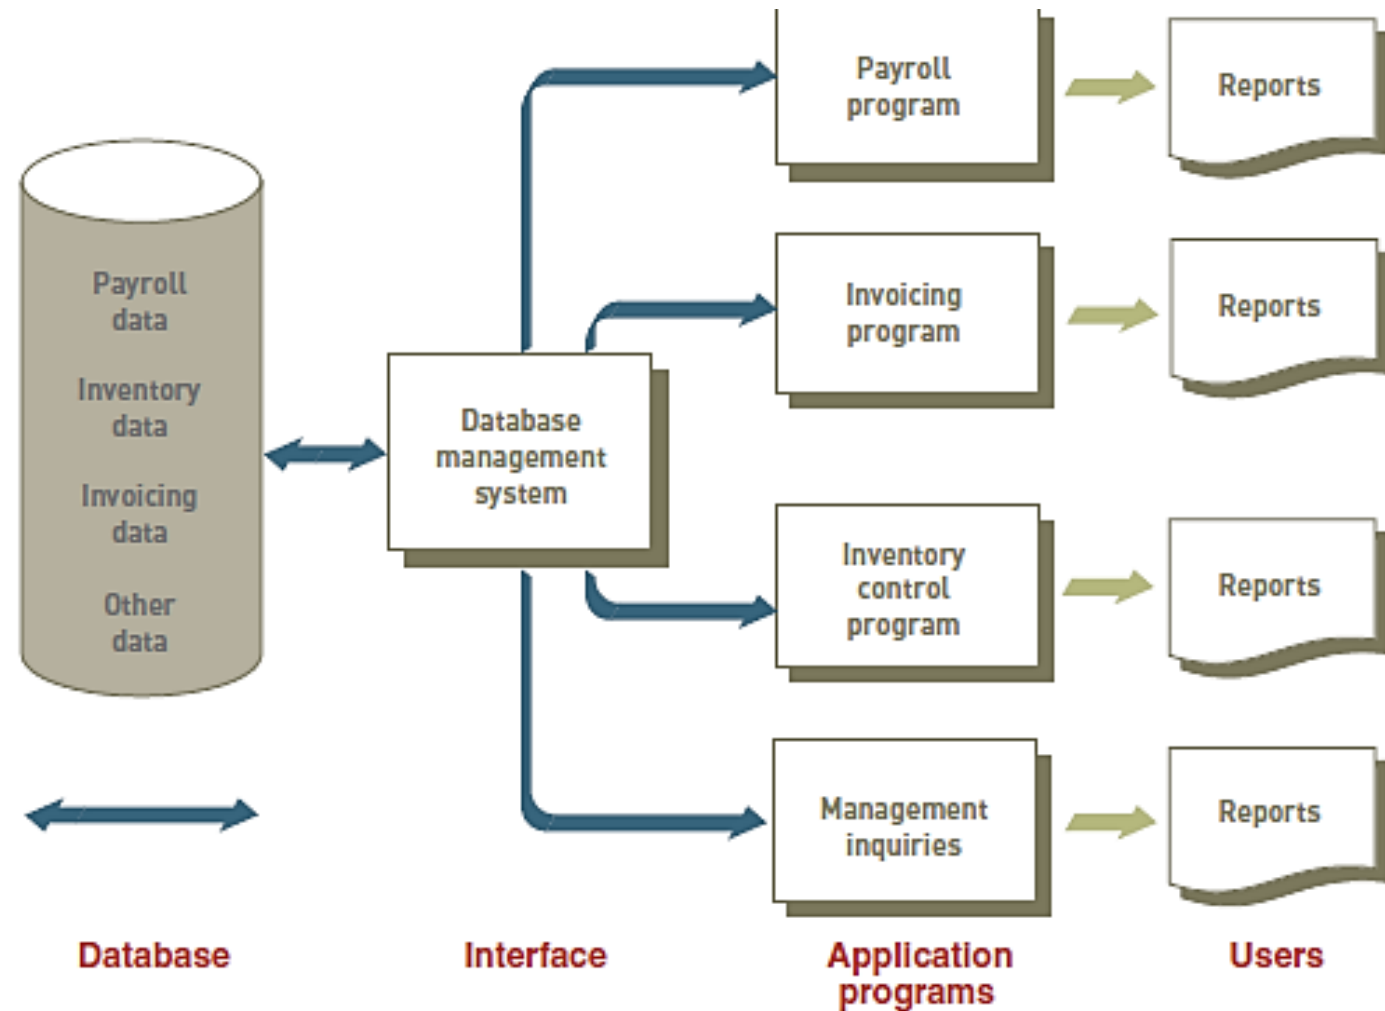 Payroll
data
Inventory
data
Invoicing
data
Other
data
Database
management
system
Payroll
program
Invoicing
program
Inventory
control
program
Management
inquiries
Reports
Reports
Reports
Reports
Database
Interface
Application
programs
Users